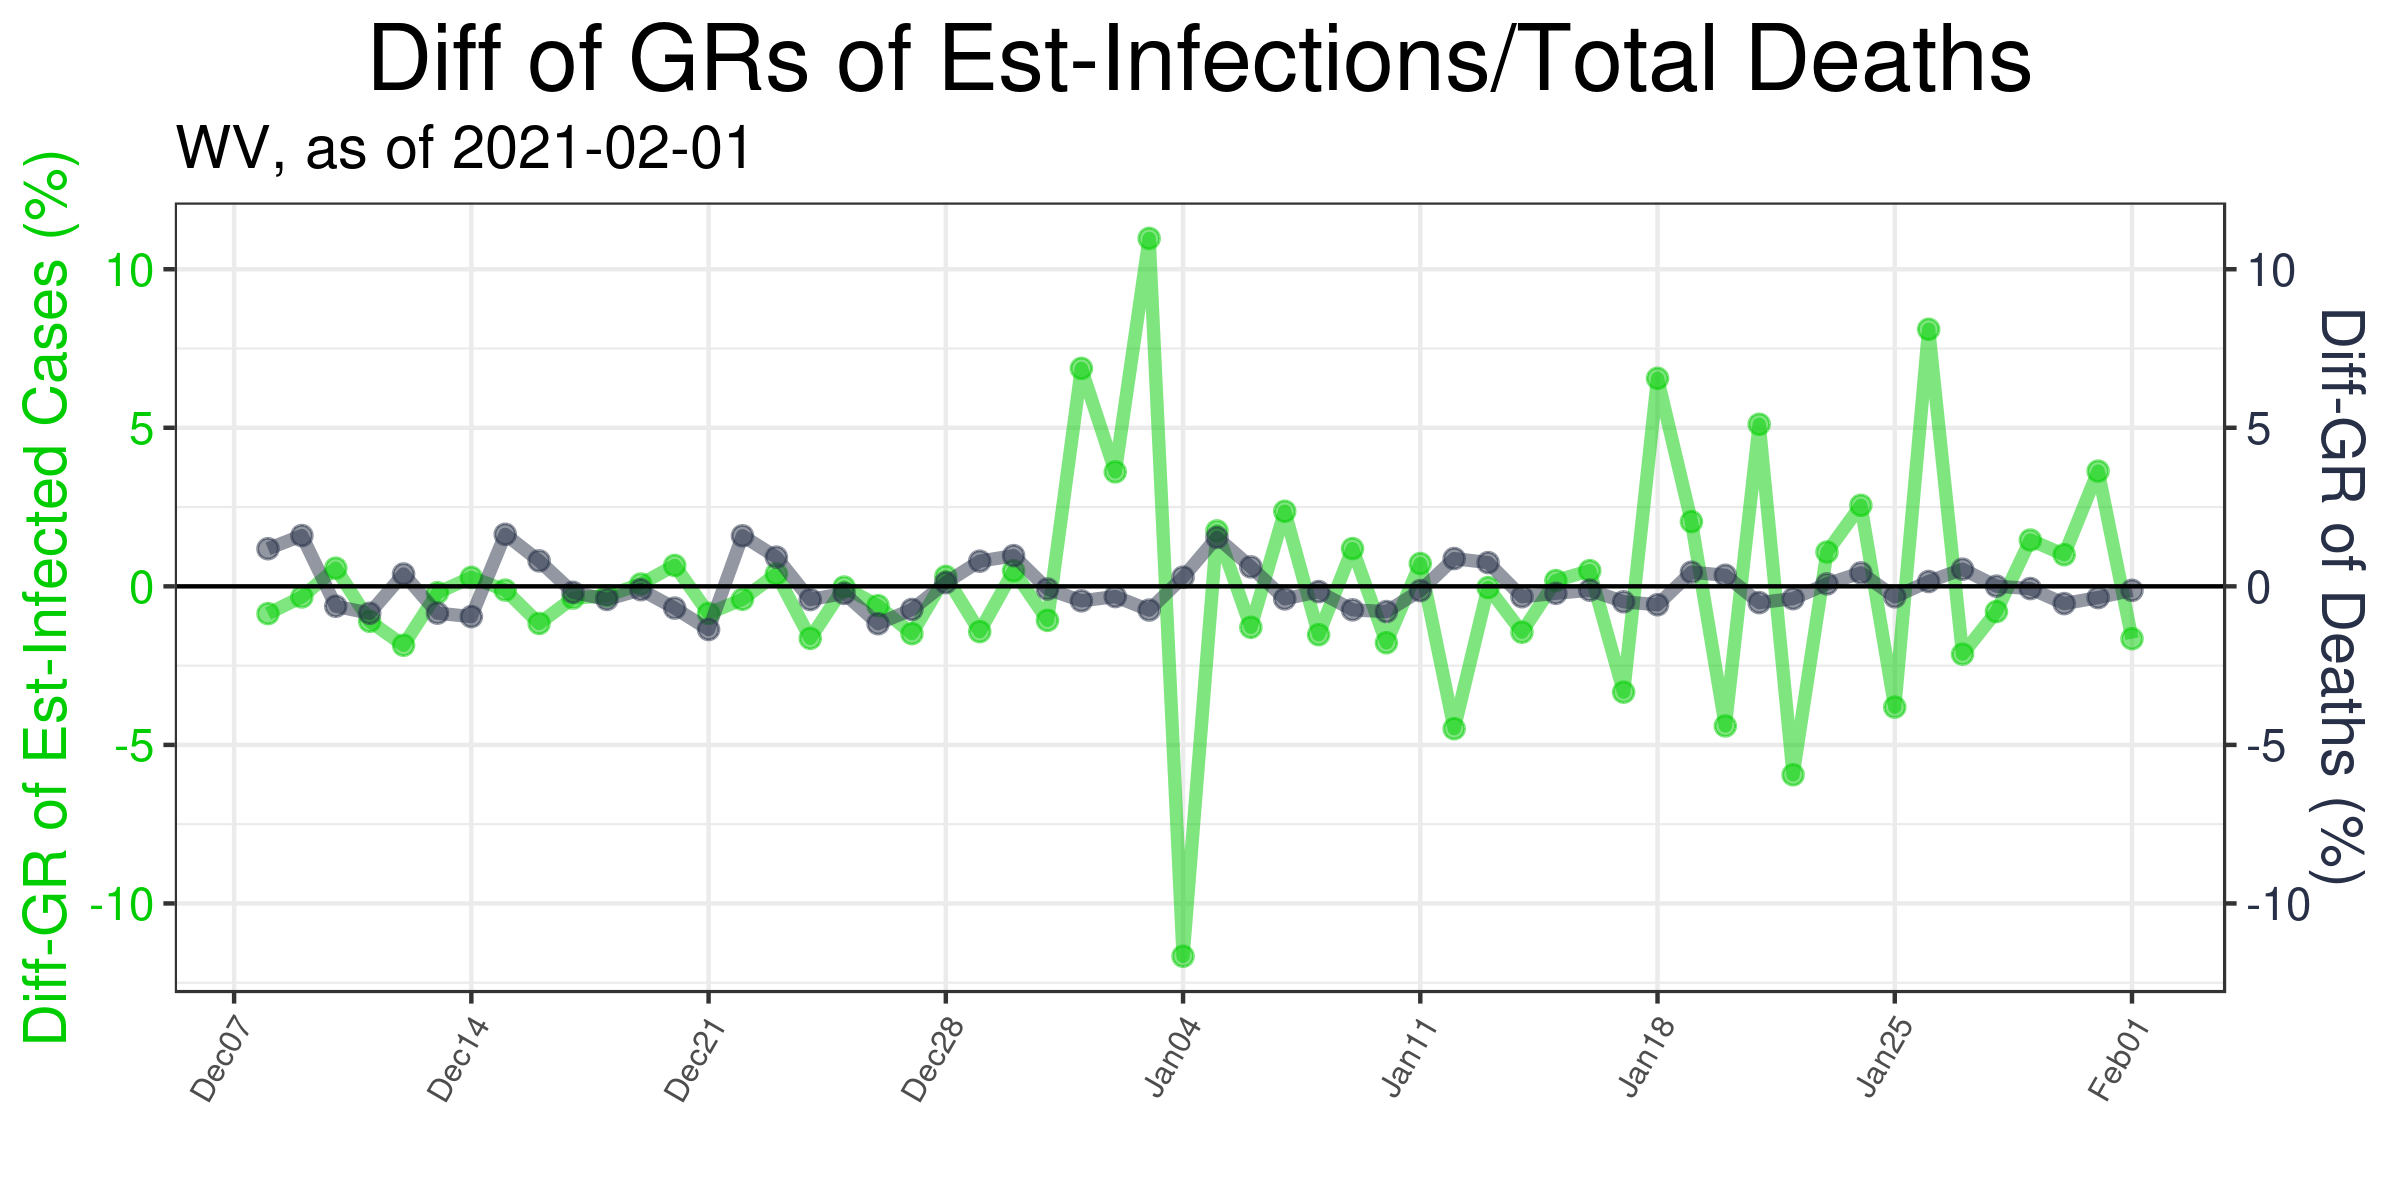 Diff of GRs of Est-Infections/Total Deaths
WV, as of 2021-02-01
Diff-GR of Est-Infected Cases (%)
10
5
0
-5
-10
10
5
0
-5
-10
Diff-GR of Deaths (%)
Dec07
Dec14
Dec21
Dec28
Jan04
Jan11
Jan18
Jan25
Feb01